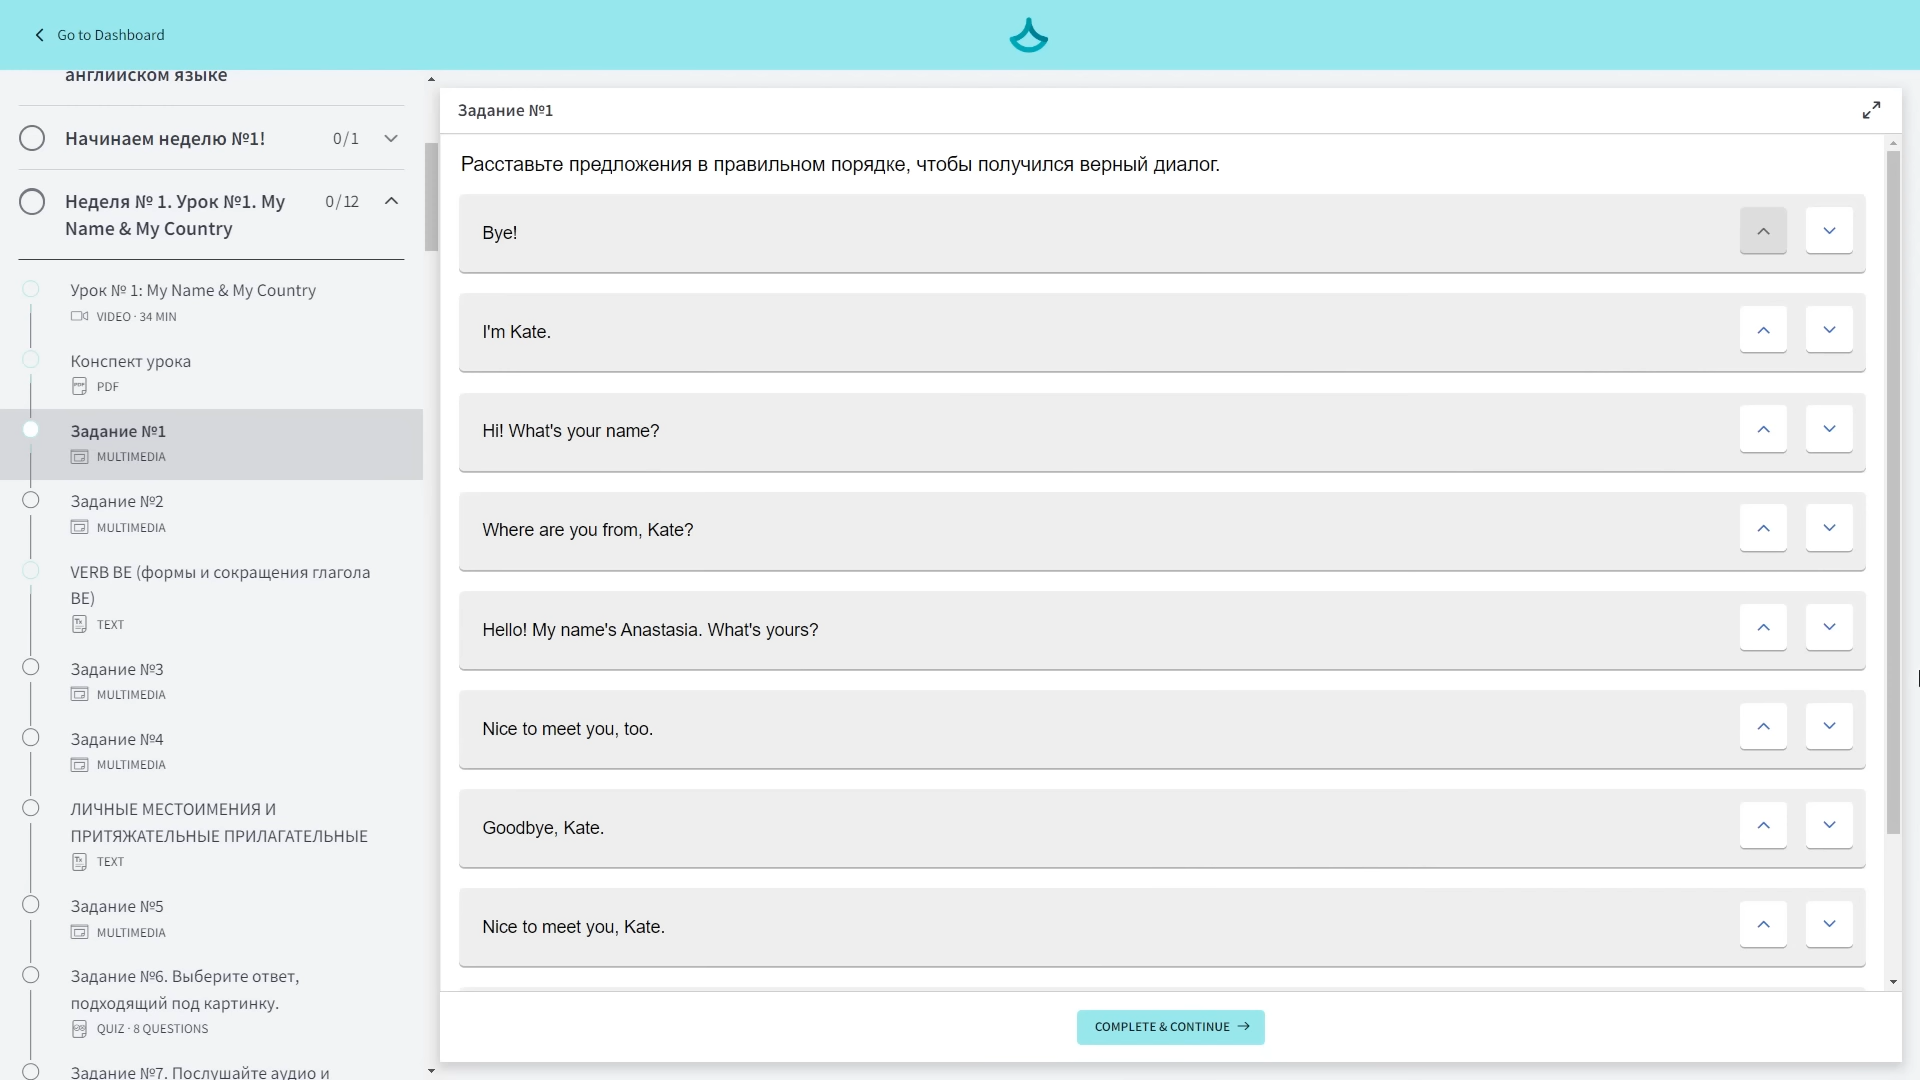 Go to Dashboard
английском языке
Начинаем неделю №1!
0/1
Неделя № 1. Урок №1. My
Name & My Country
0/12
Урок № 1: My Name & My Country
VIDEO · 34 MIN
Конспект урока
PDF
Задание №1
MULTIMEDIA
Задание №2
MULTIMEDIA
VERB BE (формы и сокращения глагола
BE)
TEXT
Задание №3
MULTIMEDIA
Задание №4
MULTIMEDIA
ЛИЧНЫЕ МЕСТОИМЕНИЯ И
ПРИТЯЖАТЕЛЬНЫЕ ПРИЛАГАТЕЛЬНЫЕ
TEXT
Задание №5
MULTIMEDIA
Задание №6. Выберите ответ,
подходящий под картинку.
QUIZ · 8 QUESTIONS
Задание №7. Послушайте аудио и
Задание №1
Расставьте предложения в правильном порядке, чтобы получился верный диалог.
Bye!
I'm Kate.
Hi! What's your name?
Where are you from, Kate?
Hello! My name's Anastasia. What's yours?
Nice to meet you, too.
Goodbye, Kate.
Nice to meet you, Kate.
COMPLETE & CONTINUE